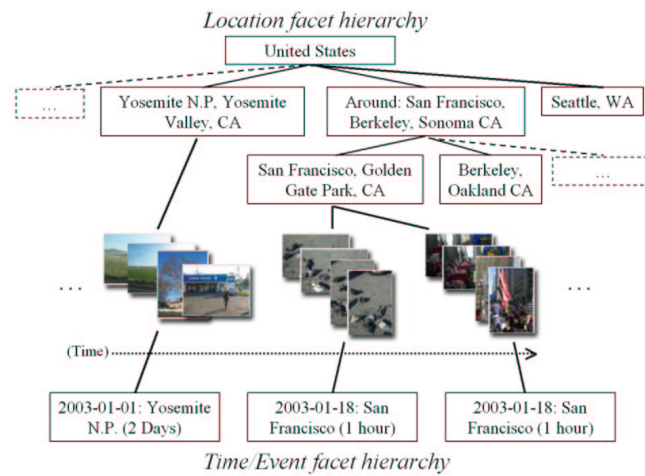 Location facet hierarchy
United States
...
Yosemite N.P, Yosemite
Valley, CA
Around: San Francisco,
Berkeley, Sonoma CA
Seattle, WA
San Francisco, Golden
Gate Park, CA
Berkeley,
Oakland CA
...
...
...
(Time)
2003-01-01: Yosemite
N.P. (2 Days)
2003-01-18: San
Francisco (1 hour)
2003-01-18: San
Francisco (1 hour)
Time/Event facet hierarchy